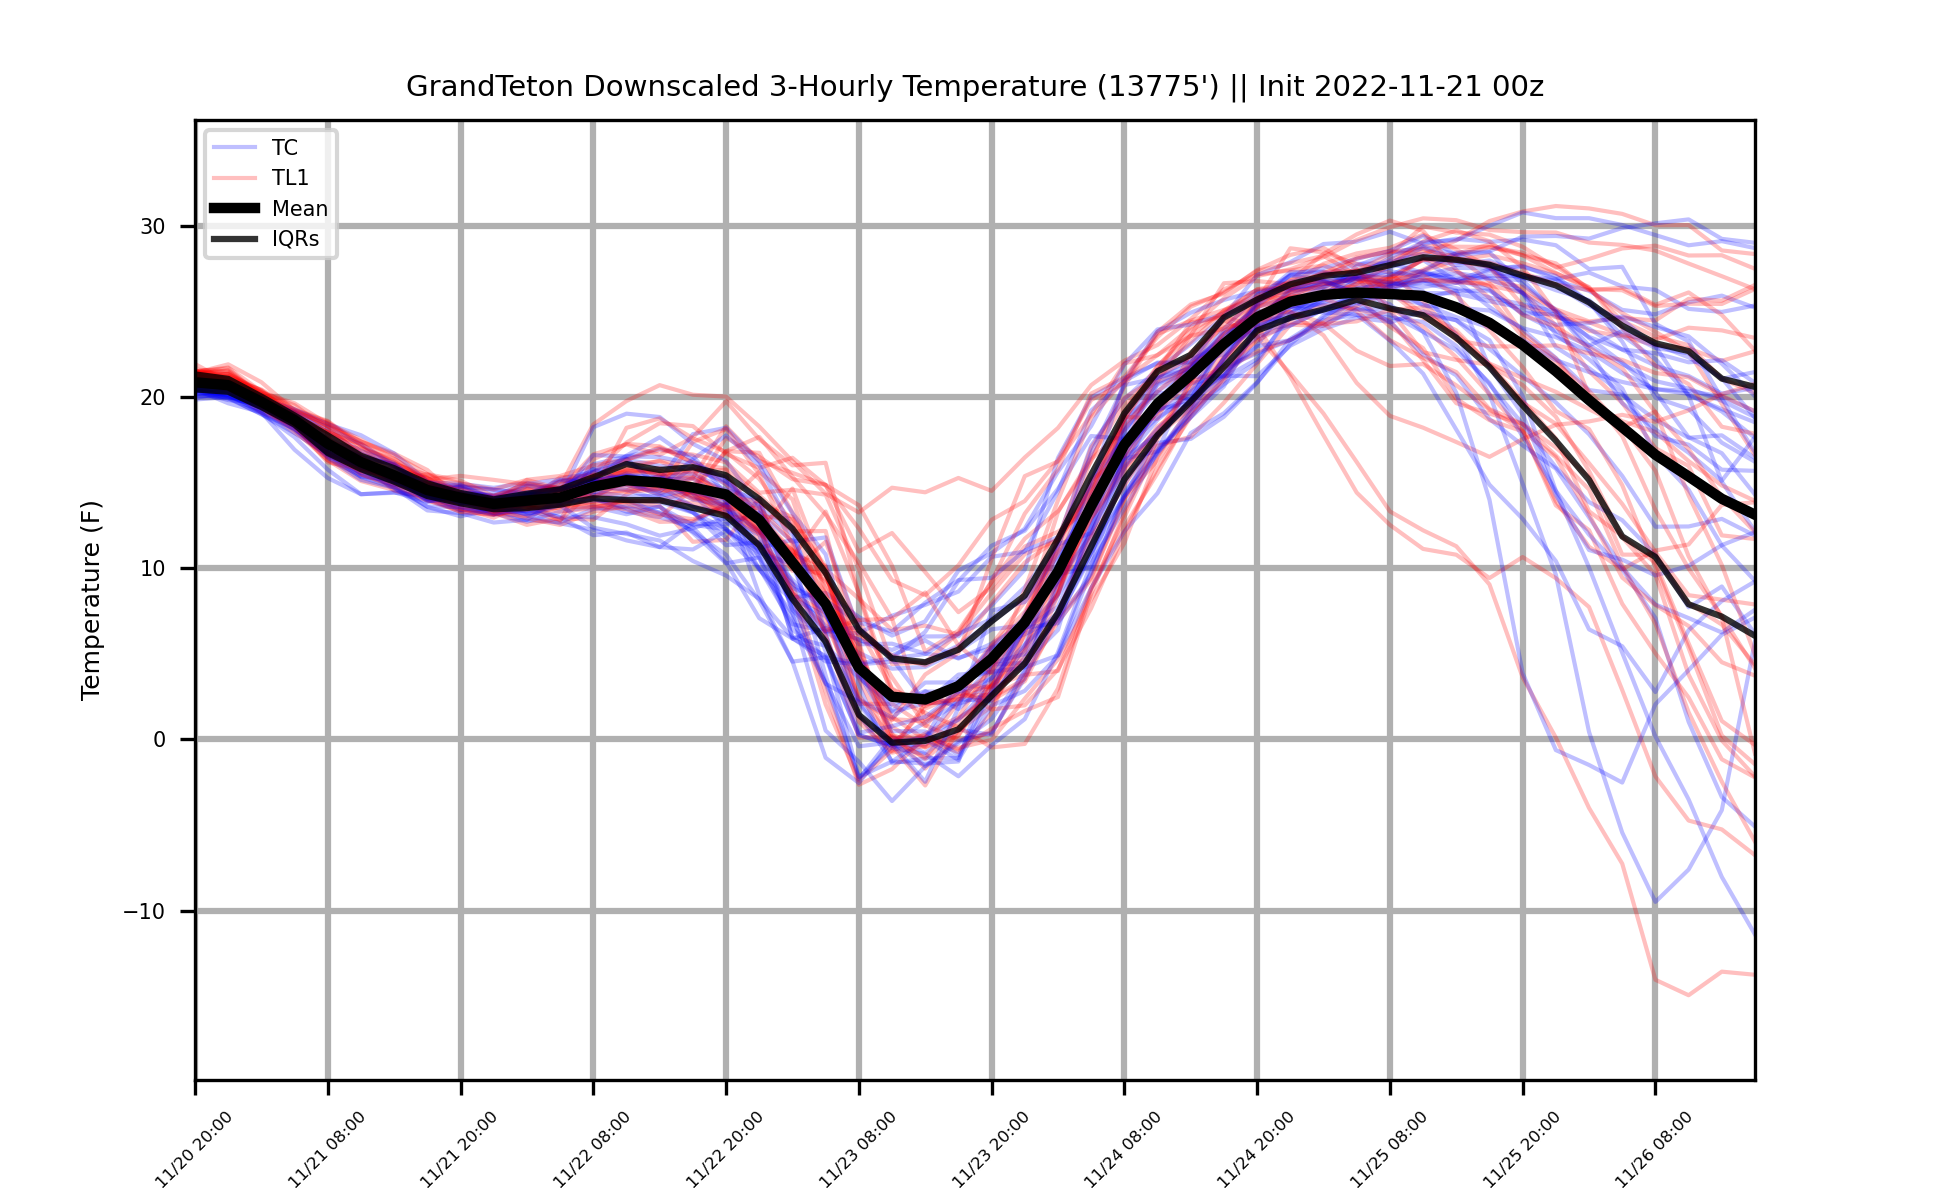 GrandTeton Downscaled 3-Hourly Temperature (13775') || Init 2022-11-21 00z
TC
TL1
Mean
IQRs
Temperature (F)
30
20
10
0
−10
11/20 20:00
11/21 08:00
11/21 20:00
11/22 08:00
11/22 20:00
11/23 08:00
11/23 20:00
11/24 08:00
11/24 20:00
11/25 08:00
11/25 20:00
11/26 08:00